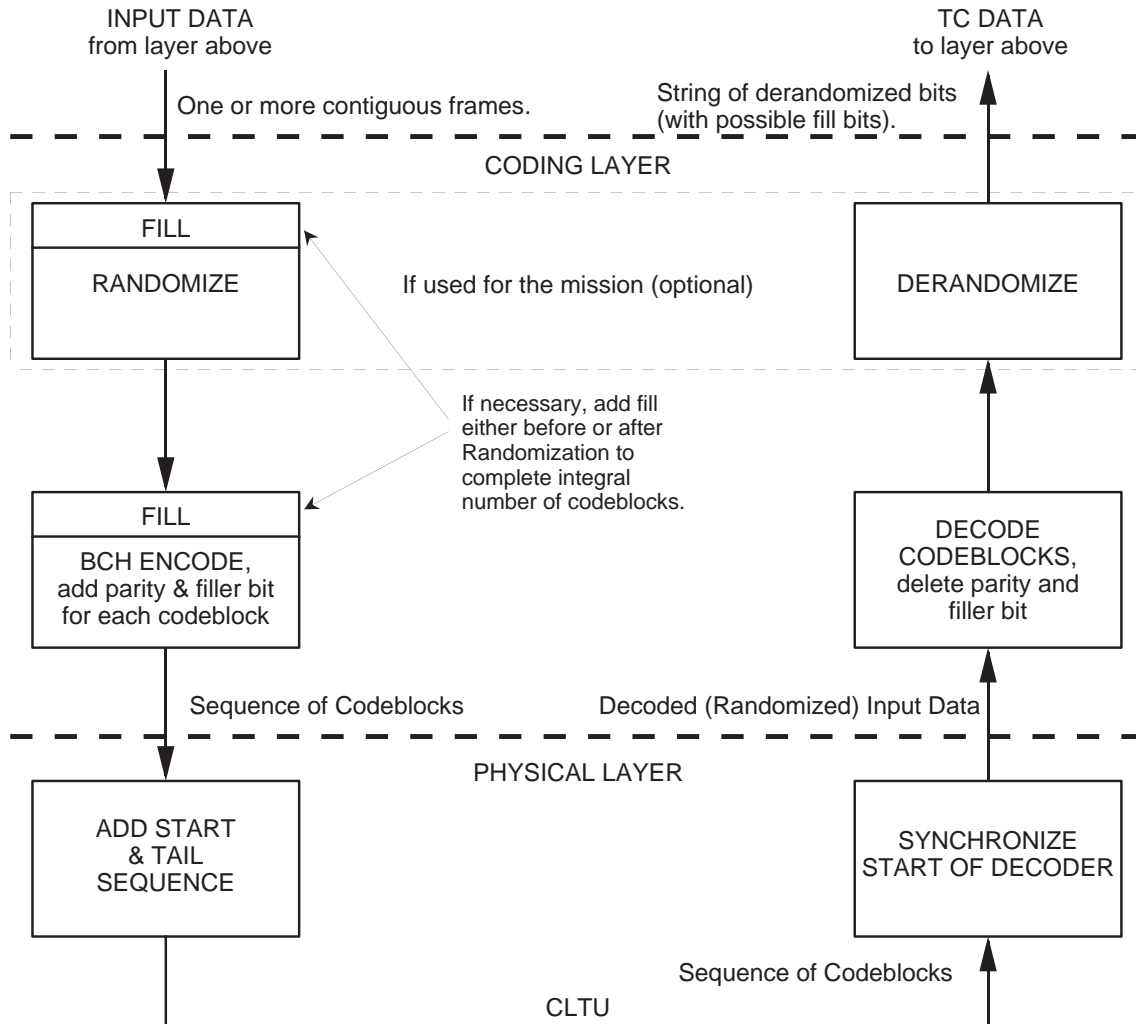 INPUT DATA
from layer above
TC DATA
to layer above
One or more contiguous frames.
String of derandomized bits
(with possible fill bits).
CODING LAYER
FILL
RANDOMIZE
If used for the mission (optional)
DERANDOMIZE
If necessary, add fill
either before or after
Randomization to
complete integral
number of codeblocks.
FILL
BCH ENCODE,
add parity & filler bit
for each codeblock
DECODE
CODEBLOCKS,
delete parity and
filler bit
Sequence of Codeblocks
Decoded (Randomized) Input Data
PHYSICAL LAYER
ADD START
& TAIL
SEQUENCE
SYNCHRONIZE
START OF DECODER
Sequence of Codeblocks
CLTU